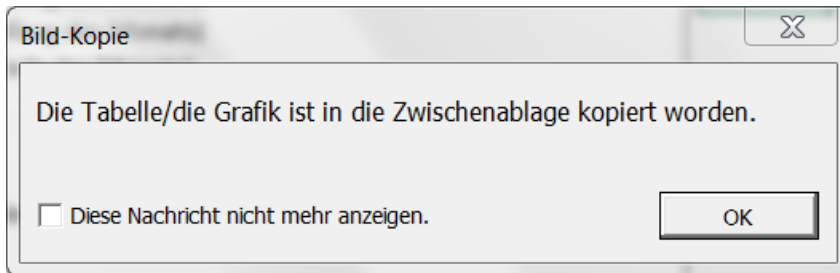 Bild-Kopie
Die Tabelle/die Grafik ist in die Zwischenablage kopiert worden.
Diese Nachricht nicht mehr anzeigen.
OK